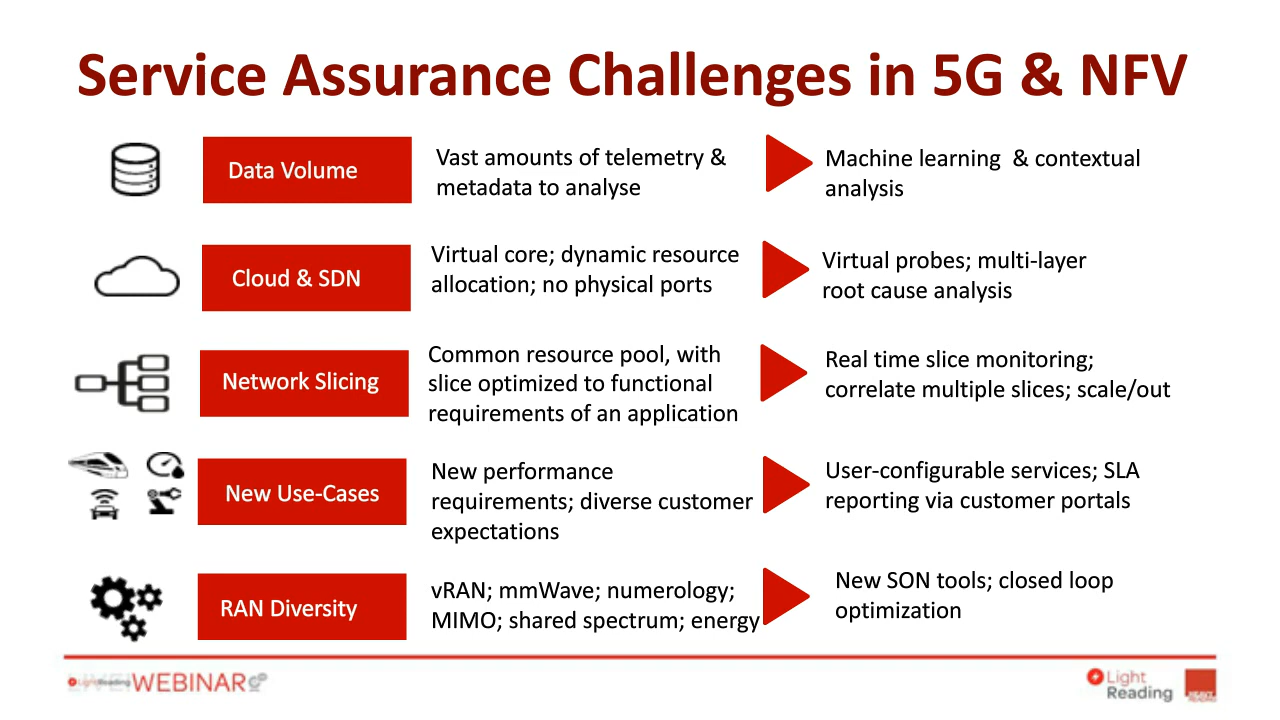 Service Assurance Challenges in 5G & NFV
Data Volume
Vast amounts of telemetry &
metadata to analyse
Machine learning & contextual
analysis
Cloud & SDN
Virtual core; dynamic resource
allocation; no physical ports
Virtual probes; multi-layer
root cause analysis
Network Slicing
Common resource pool, with
slice optimized to functional
requirements of an application
Real time slice monitoring;
correlate multiple slices; scale/out
New Use-Cases
New performance
requirements; diverse customer
expectations
User-configurable services; SLA
reporting via customer portals
RAN Diversity
vRAN; mmWave; numerology;
MIMO; shared spectrum; energy
New SON tools; closed loop
optimization
WEBINAR
Light
Reading